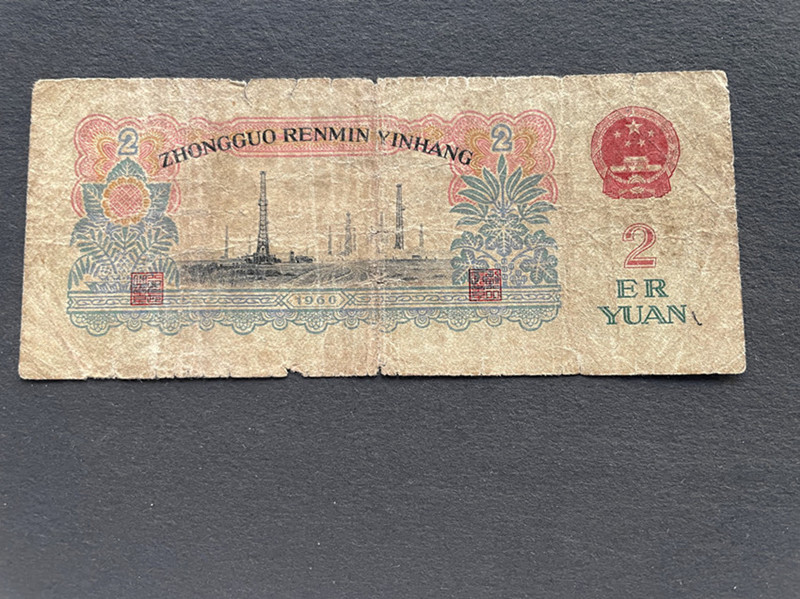 2 2
ZHONGGUO RENMIN YINHANG
2
ER
YUAN
1960